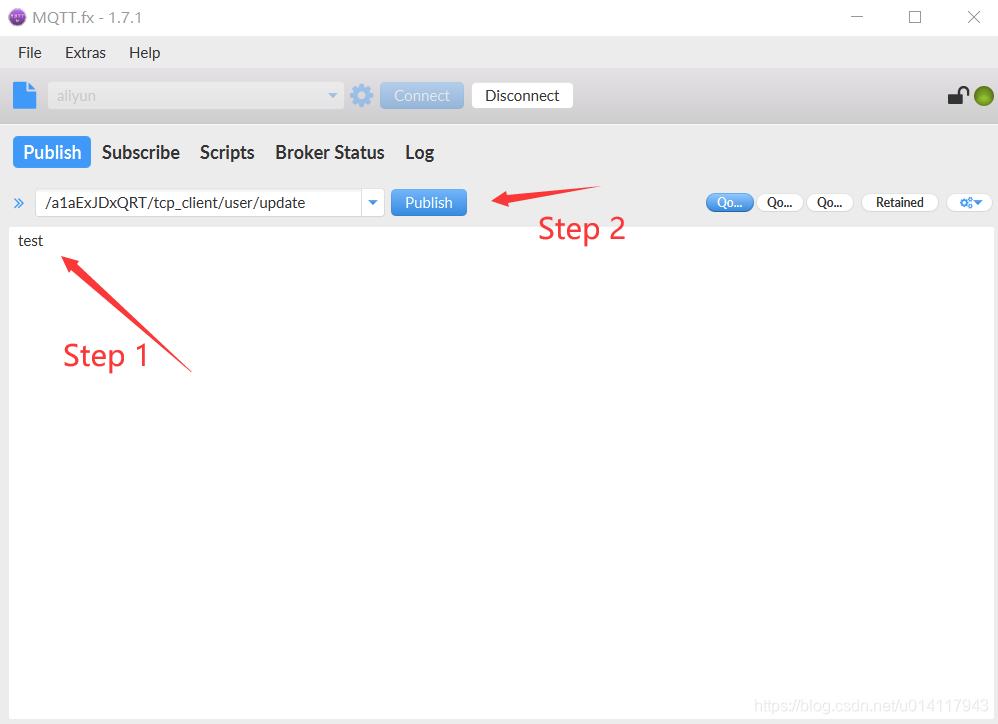 MQTT.fx - 1.7.1
File Extras Help
aliyun Connect Disconnect
Publish Subscribe Scripts Broker Status Log
/a1aExJDxQRT/tcp_client/user/update Publish Qo... Qo... Qo... Retained
Step 2
test
Step 1
https://blog.csdn.net/u014117943